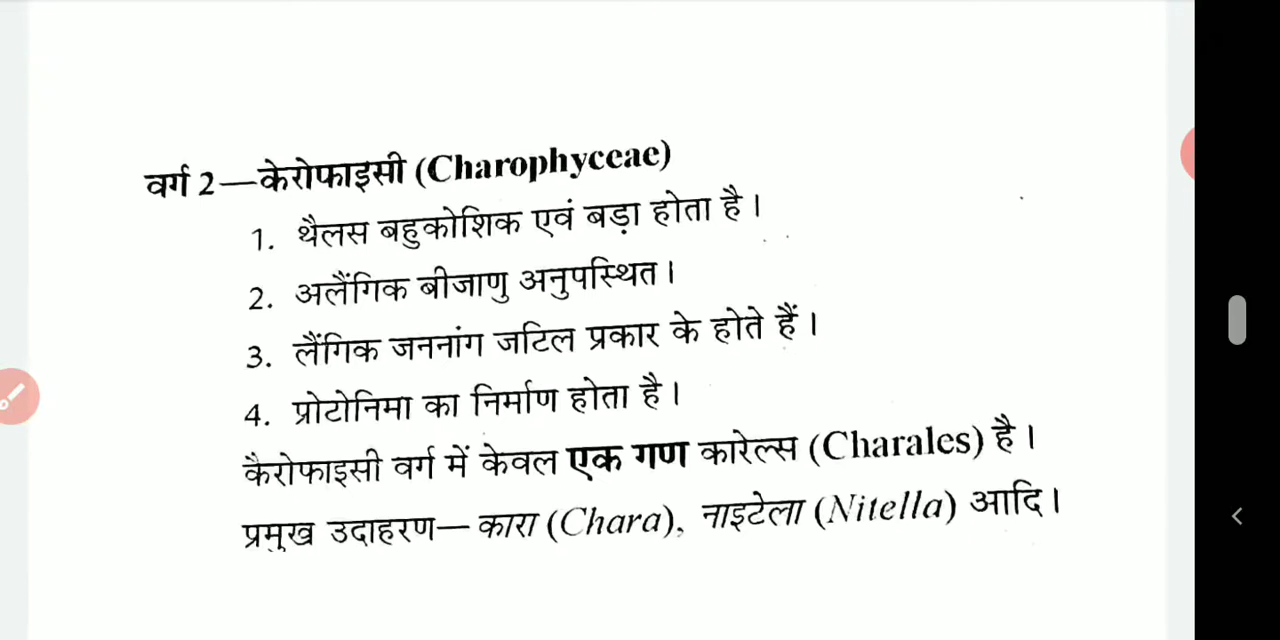 वर्ग 2—केरोफाइसी (Charophyceae)
1. थैलस बहुकोशिक एवं बड़ा होता है।
2. अलैंगिक बीजाणु अनुपस्थित।
3. लैंगिक जननांग जटिल प्रकार के होते हैं।
4. प्रोटोनिमा का निर्माण होता है।
कैरोफाइसी वर्ग में केवल एक गण कारेल्स (Charales) है।
प्रमुख उदाहरण— कारा (Chara), नाइटेला (Nitella) आदि।